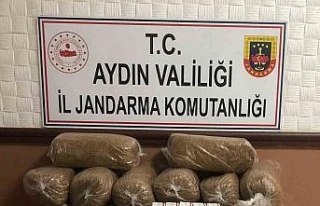 T.C.
AYDIN VALİLİĞİ
İL JANDARMA KOMUTANLIĞI